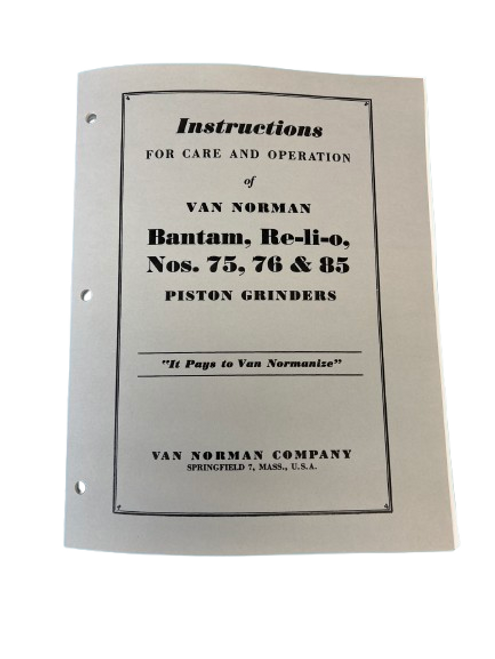 Instructions
FOR CARE AND OPERATION
of
VAN NORMAN
Bantam, Re-li-o,
Nos. 75, 76 & 85
PISTON GRINDERS
"It Pays to Van Normanize"
VAN NORMAN COMPANY
SPRINGFIELD 7, MASS., U.S.A.